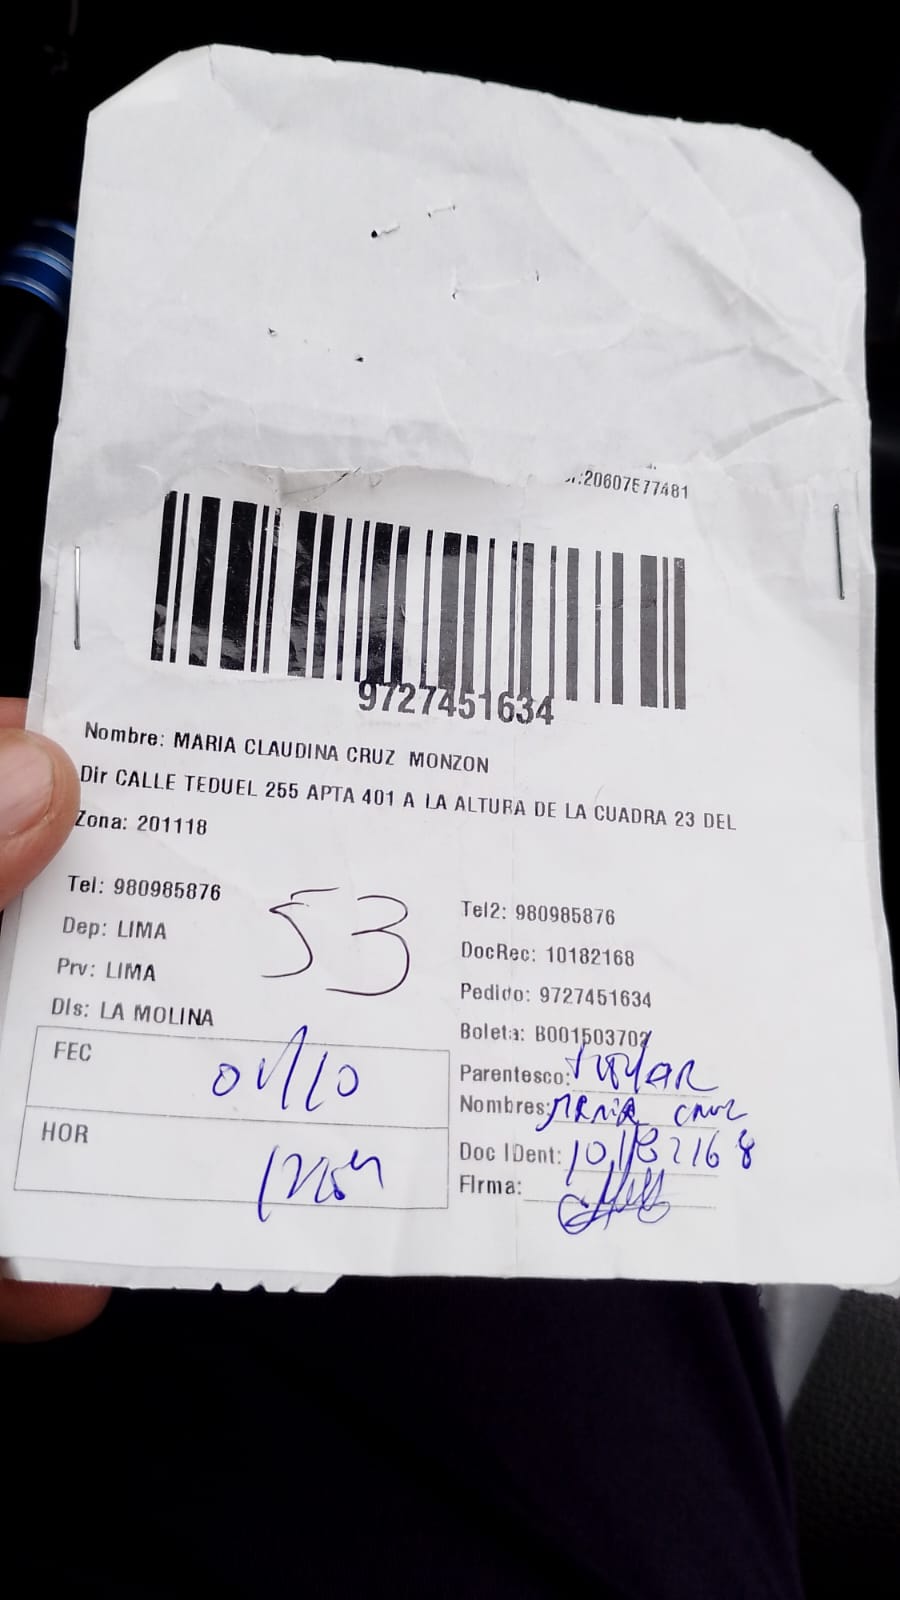 :20607577481
9727451634
Nombre: MARIA CLAUDINA CRUZ MONZON
Dir CALLE TEDUEL 255 APTA 401 A LA ALTURA DE LA CUADRA 23 DEL
Zona: 201118
Tel: 980985876
Dep: LIMA
Prv: LIMA
DIs: LA MOLINA
53
Tel2: 980985876
DocRec: 10182168
Pedido: 9727451634
Boleta: B001503702
FEC
HOR
Parentesco: titular
Nombres: MARIA CRUZ
Doc IDent: 10182168
FIrma: